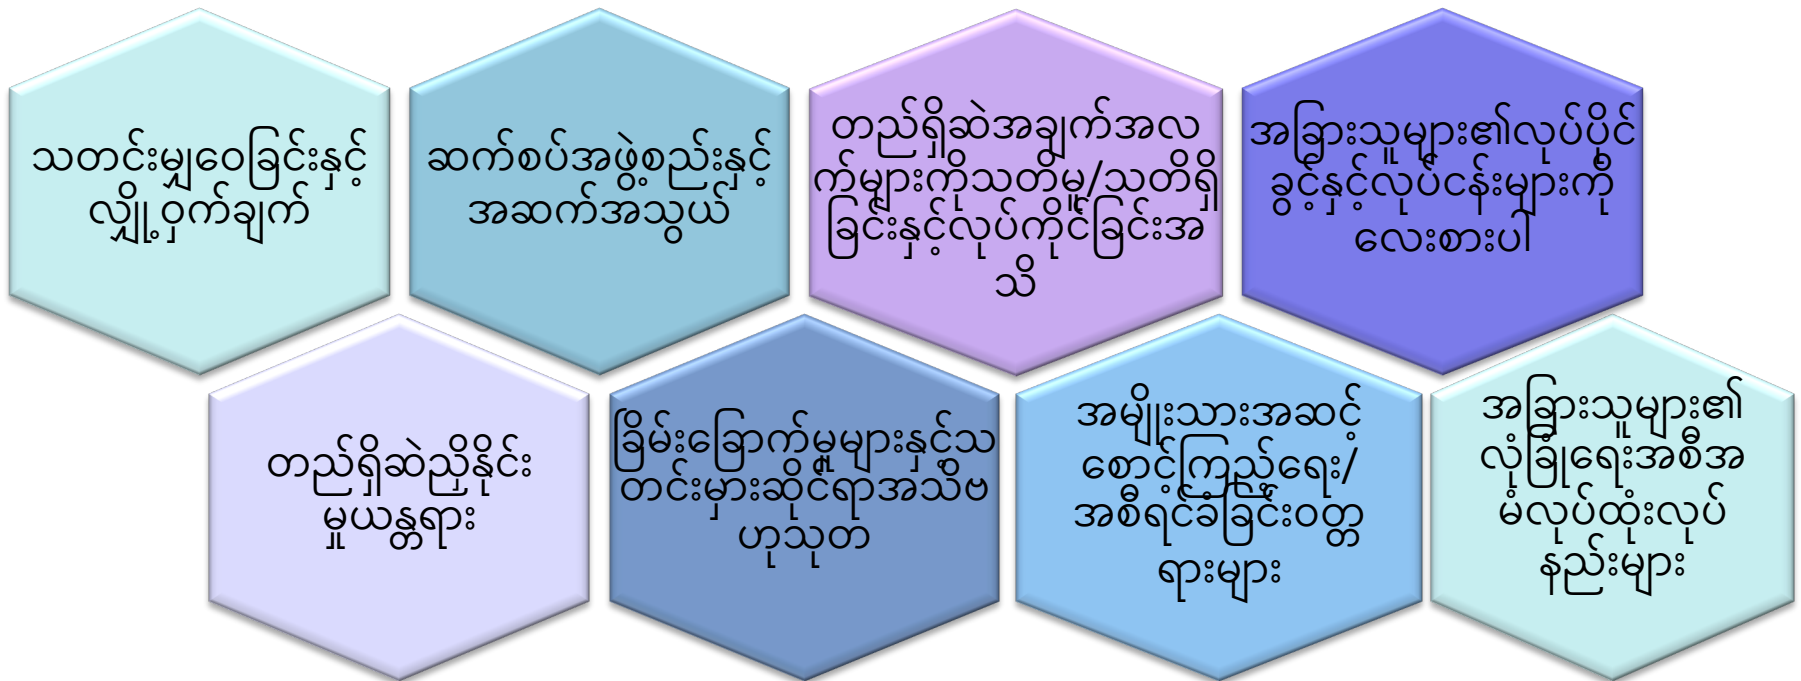 သတင်းမျှဝေခြင်းနှင့်
လျှို့ဝှက်ချက်
ဆက်စပ်အဖွဲ့စည်းနှင့်
အဆက်အသွယ်
တည်ရှိဆဲအချက်အလ
က်များကိုသတိမူ/သတိရှိ
ခြင်းနှင့်လုပ်ကိုင်ခြင်းအ
သိ
အခြားသူများ၏လုပ်ပိုင်
ခွင့်နှင့်လုပ်ငန်းများကို
လေးစားပါ
တည်ရှိဆဲညှိနိုင်း
မှုယန္တရား
ခြိမ်းခြောက်မှုများနှင့်သ
တင်းမှားဆိုင်ရာအသိဗ
ဟုသုတ
အမျိုးသားအဆင့်
စောင့်ကြည့်ရေး/
အစီရင်ခံခြင်းဝတ္တ
ရားများ
အခြားသူများ၏
လုံခြုံရေးအစီအ
မံလုပ်ထုံးလုပ်
နည်းများ